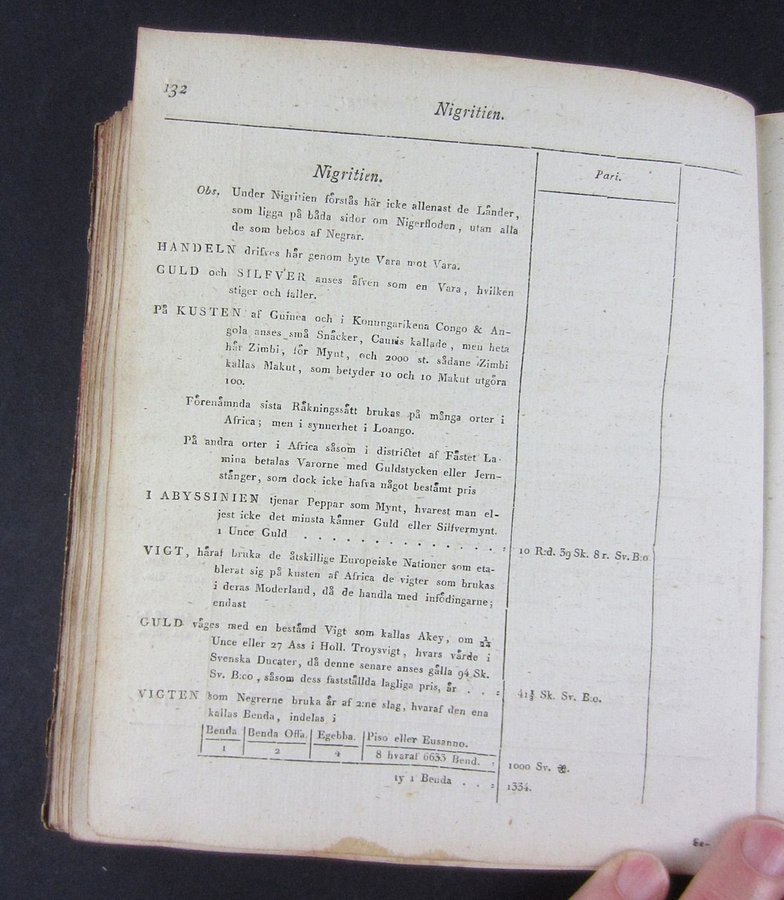 132
Nigritien.
Nigritien.
Pari.
Obs. Under Nigritien förstås här icke allenast de Länder,
som ligga på båda sidor om Nigerfloden, utan alla
de som bebos af Negrar.
HANDELN drifves här genom byte Vara mot Vara.
GULD och SILFVER anses äfven som en Vara, hvilken
stiger och faller.
På KUSTEN af Guinea och i Konungarikena Congo & An-
gola anses små Snäcker, Cauris kallade, men heta
här Zimbi, för Mynt, och 2000 st. sådane Zimbi
kallas Makut, som betyder 10 och 10 Makut utgöra
100.
Förenämnda sista Räkningssätt brukas på många orter i
Africa; men i synnerhet i Loango.
På andra orter i Africa såsom i districtet af Fästet La-
mina betalas Varorne med Guldstycken eller Jern-
stånger, som dock icke hafva något bestämt pris
I ABYSSINIEN tjenar Peppar som Mynt, hvarest man el-
jest icke det minsta känner Guld eller Silfvermynt.
1 Unce Guld . . . . . . . . . . . . : 10 R:d. 39 Sk. 8 r. Sv. B:o
VIGT, häraf bruka de åtskillige Europeiske Nationer som eta-
blerat sig på kusten af Africa de vigter som brukas
i deras Moderland, då de handla med infödingarne;
endast
GULD väges med en bestämd Vigt som kallas Akey, om
Unce eller 27 Ass i Holl. Troysvigt, hvars värde i
Svenska Ducater, då denne senare anses gälla 94 Sk.
Sv. B:co, såsom dess fastställda lagliga pris, är . . : 41⅓ Sk. Sv. B:o.
VIGTEN som Negrerne bruka är af 2:ne slag, hvaraf den ena
kallas Benda, indelas i
Benda Benda Offa. Egebba. Piso eller Eusanno.
1 2 4 8 hvaraf 6633 Bend. : 1000 Sv. ℔.
1y 1 Benda . . : 1334.
Se-